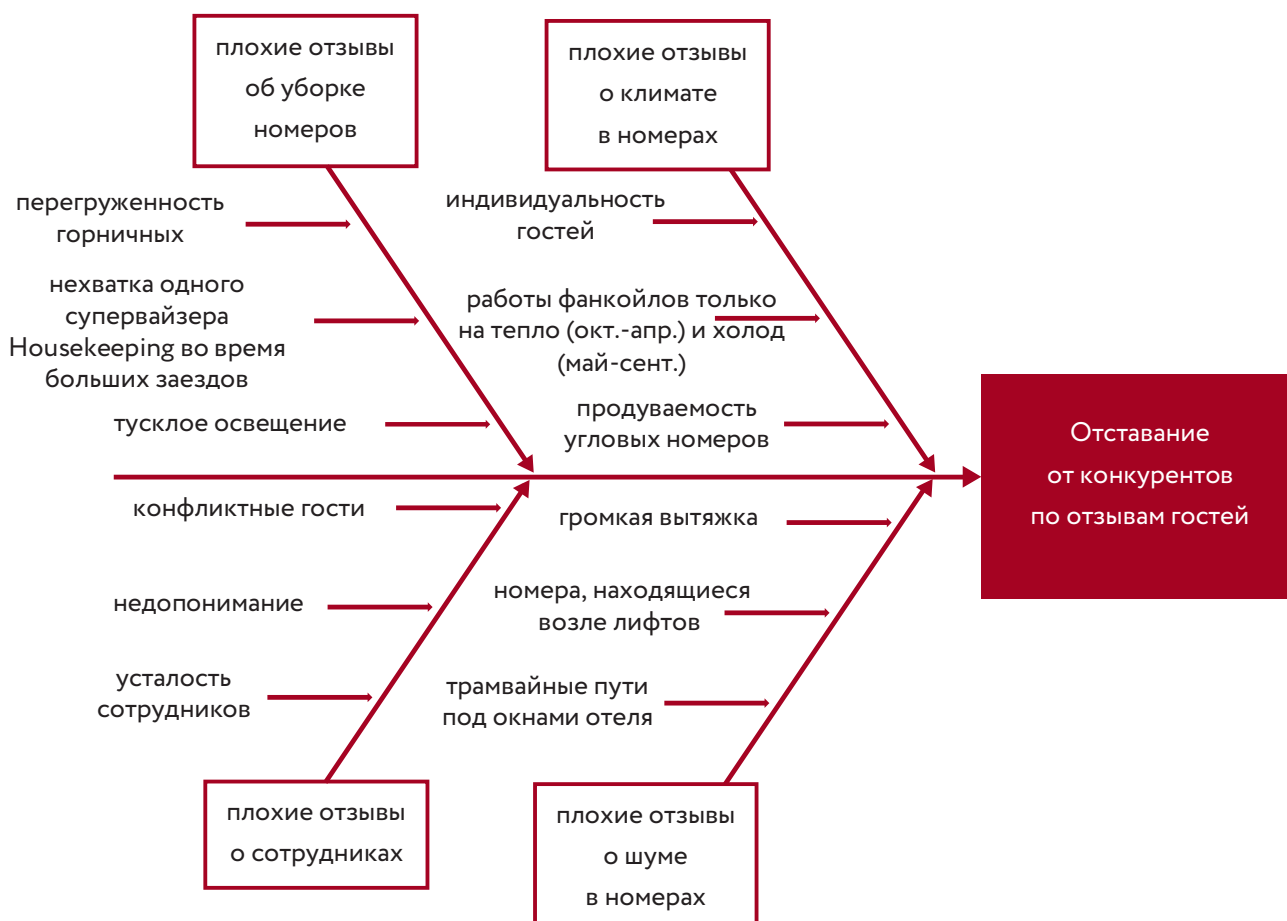 плохие отзывы
об уборке
номеров
плохие отзывы
о климате
в номерах
перегруженность
горничных
нехватка одного
супервайзера
Housekeeping во время
больших заездов
тусклое освещение
индивидуальность
гостей
работы фанкойлов только
на тепло (окт.-апр.) и холод
(май-сент.)
продуваемость
угловых номеров
Отставание
от конкурентов
по отзывам гостей
конфликтные гости
недопонимание
усталость
сотрудников
громкая вытяжка
номера, находящиеся
возле лифтов
трамвайные пути
под окнами отеля
плохие отзывы
о сотрудниках
плохие отзывы
о шуме
в номерах